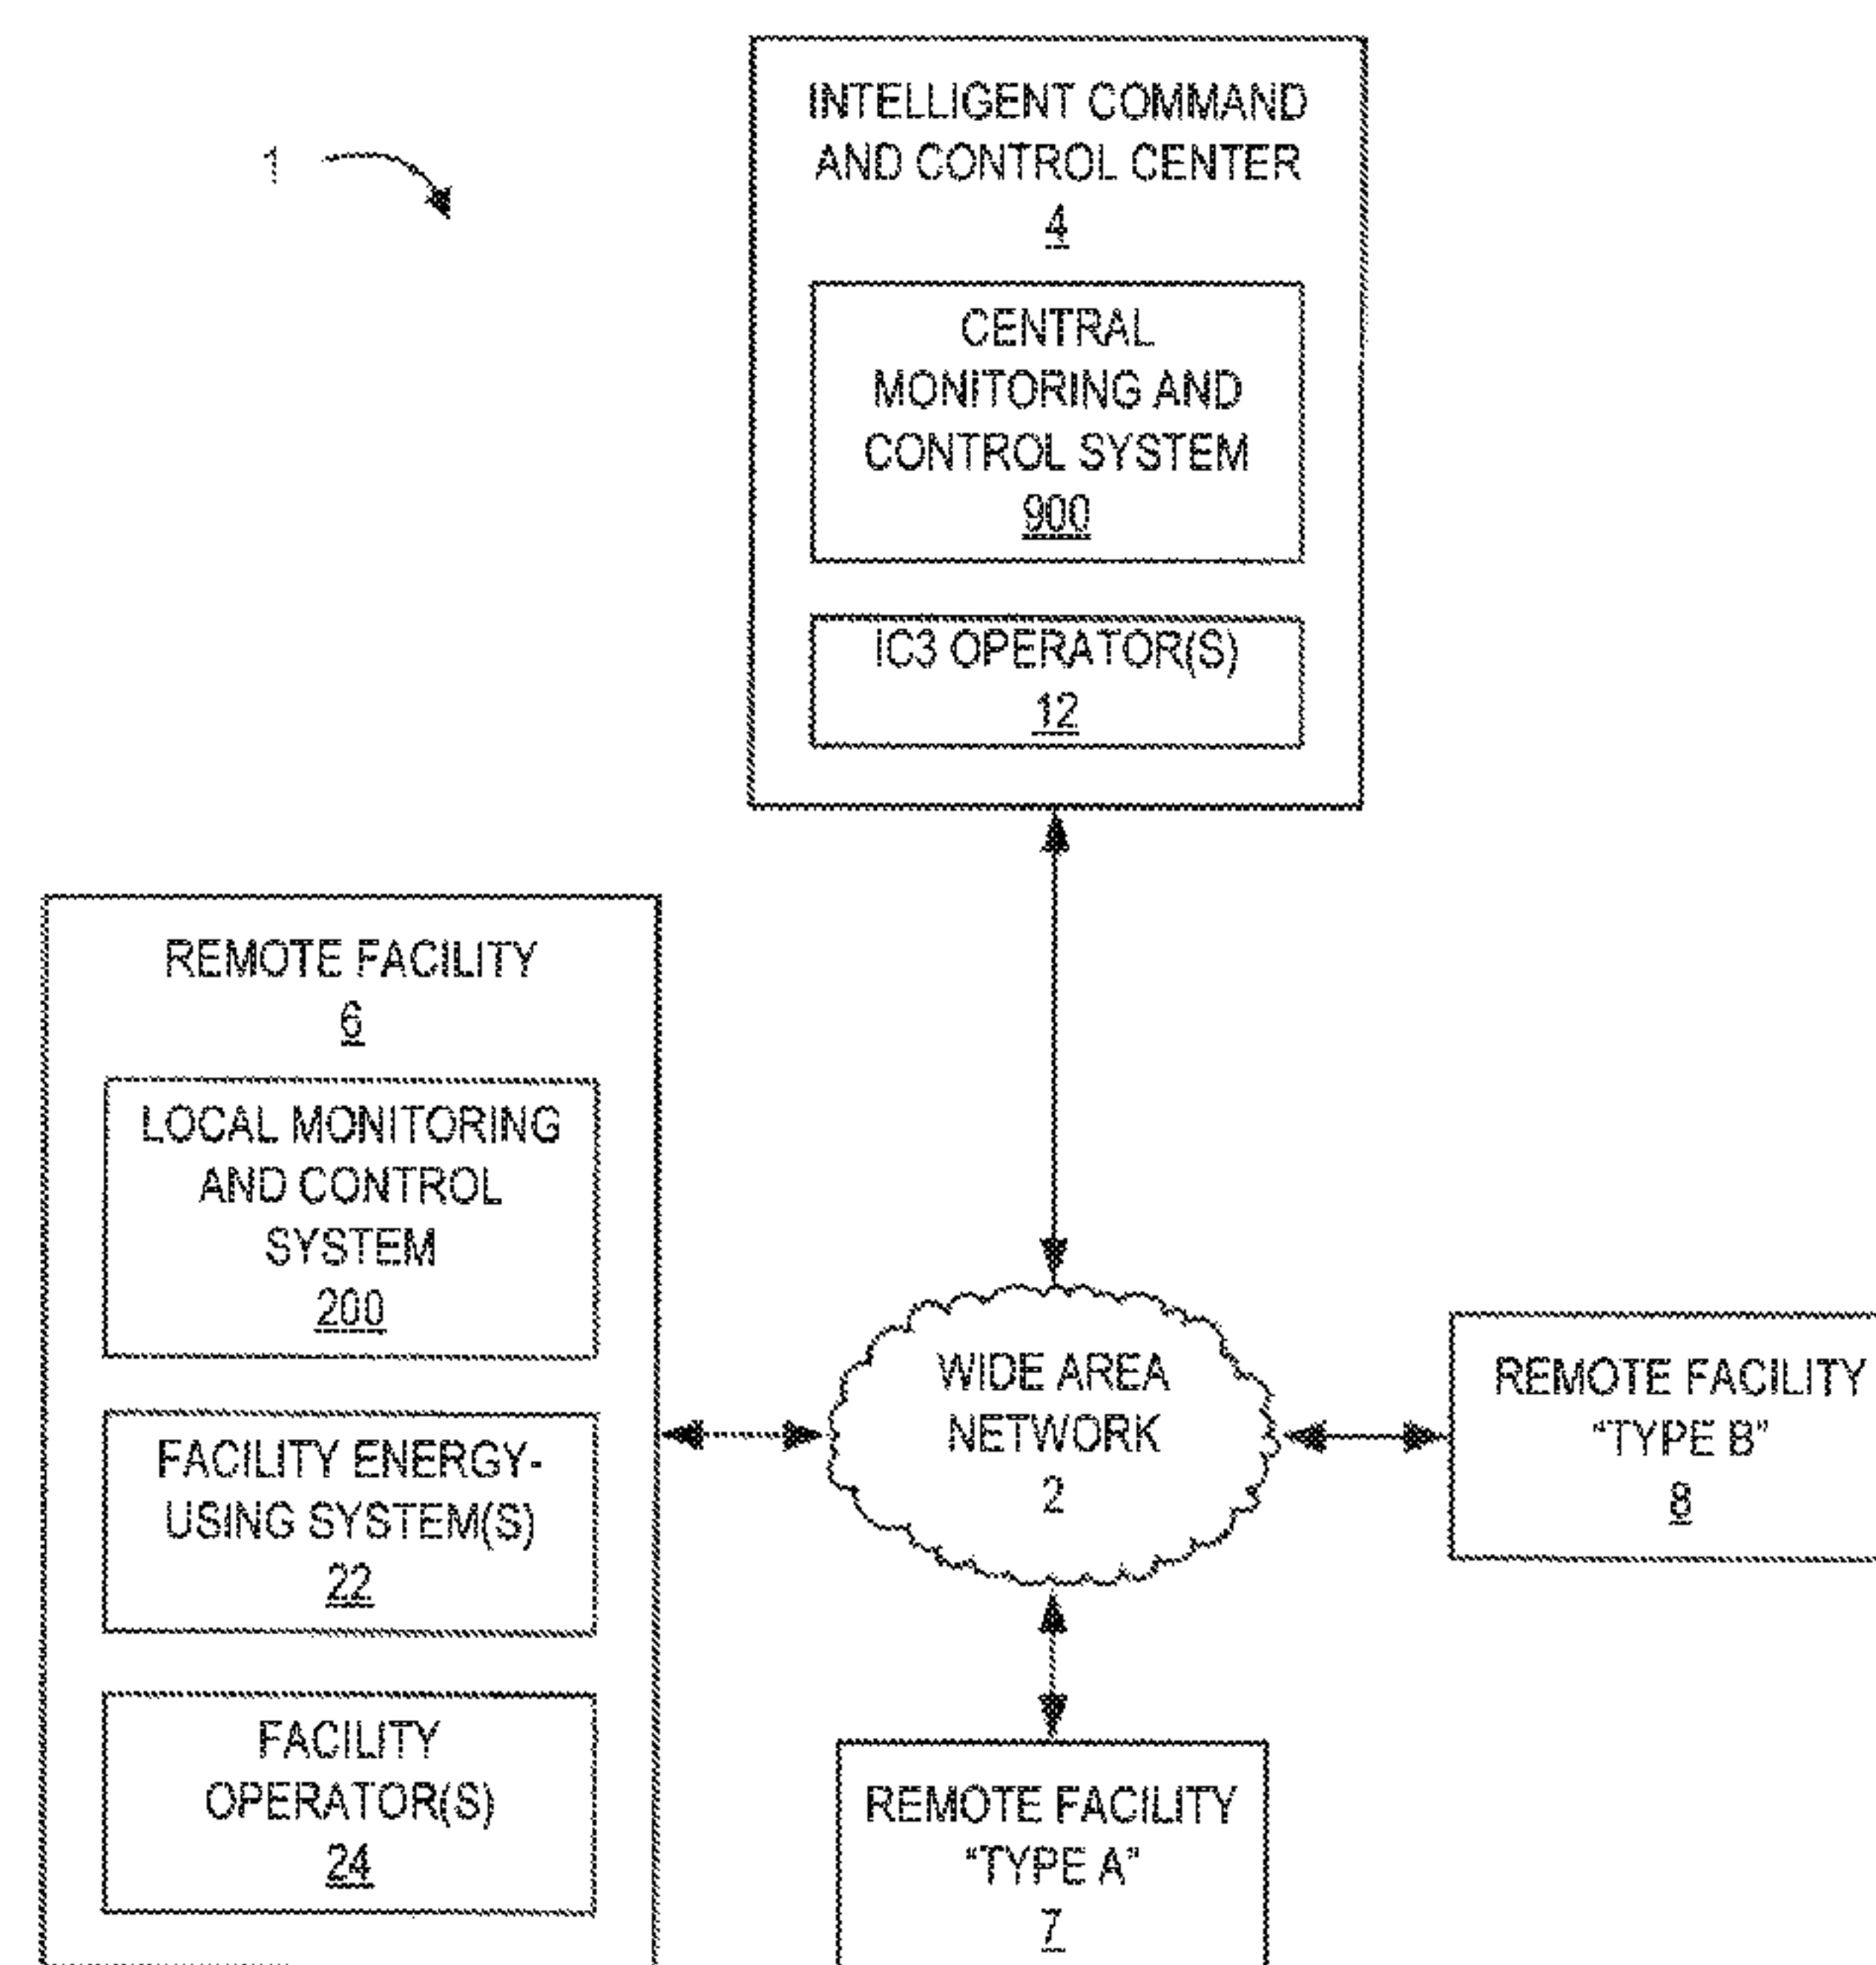 1
INTELLIGENT COMMAND
AND CONTROL CENTER
4
CENTRAL
MONITORING AND
CONTROL SYSTEM
900
IC3 OPERATOR(S)
12
REMOTE FACILITY
6
LOCAL MONITORING
AND CONTROL
SYSTEM
200
FACILITY ENERGY-
USING SYSTEM(S)
22
FACILITY
OPERATOR(S)
24
WIDE AREA
NETWORK
2
REMOTE FACILITY
"TYPE B"
8
REMOTE FACILITY
"TYPE A"
7